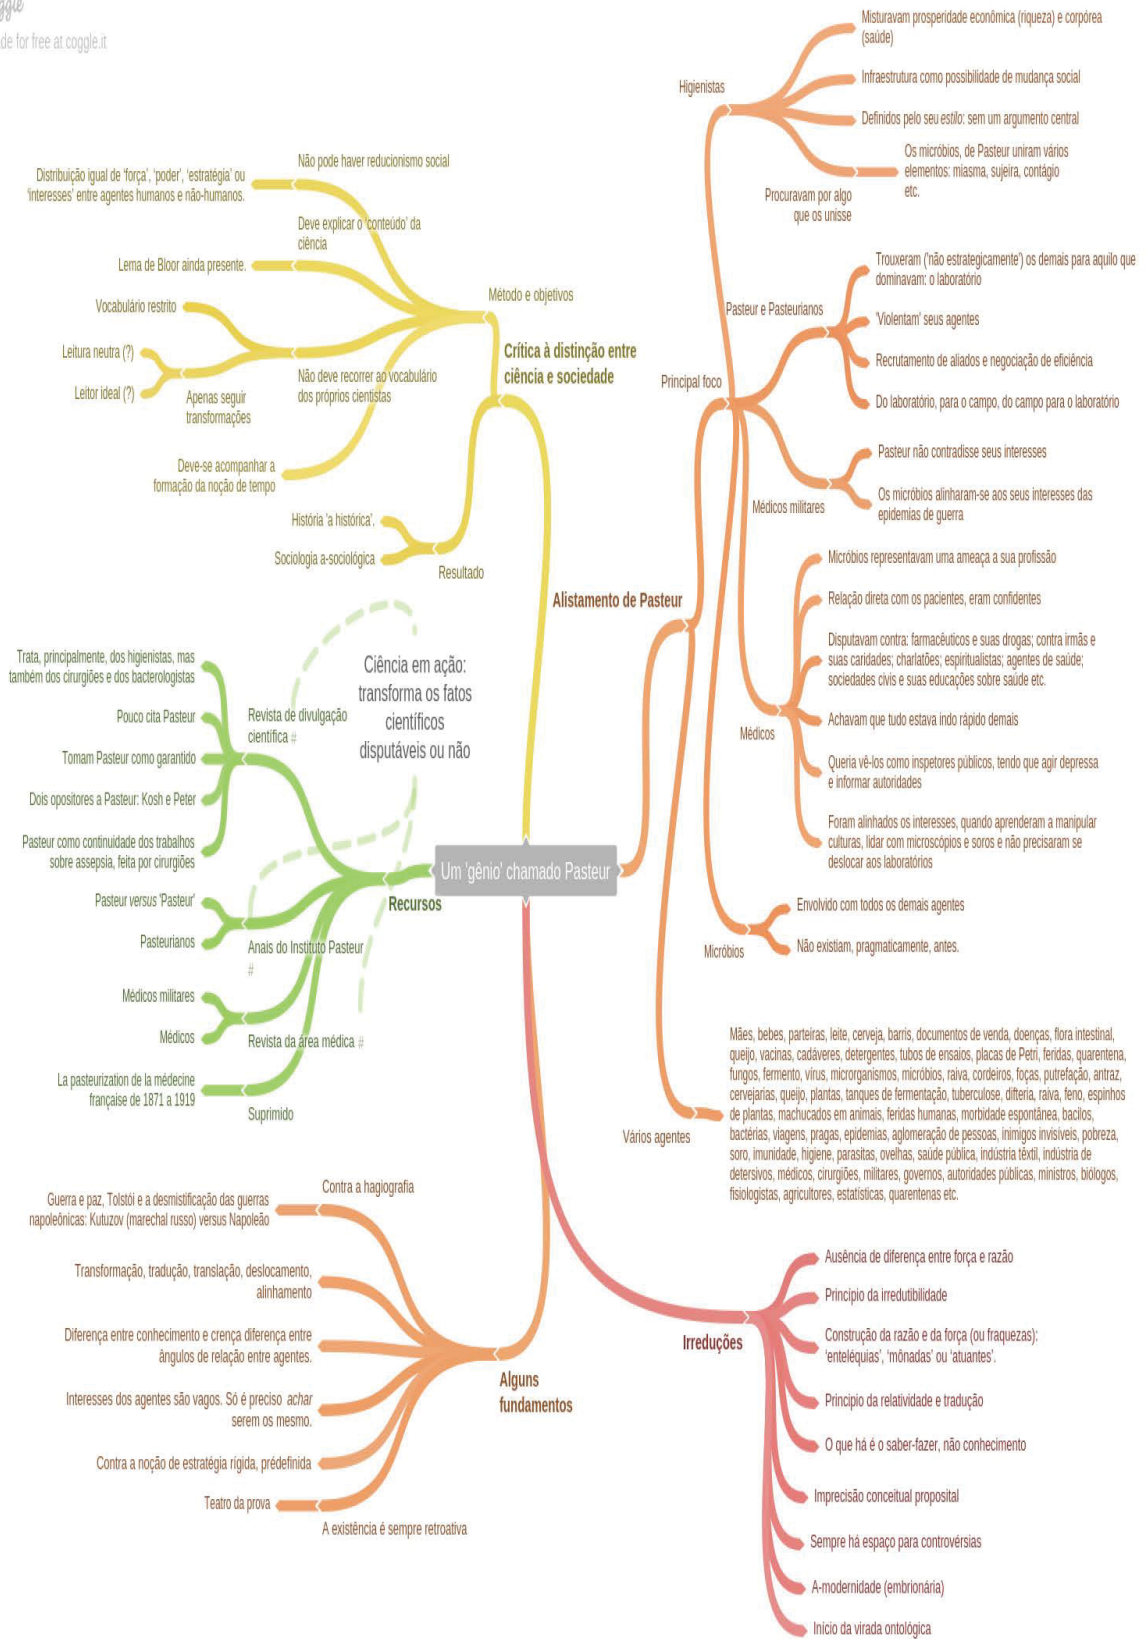 ggle
de for free at coggle.it
Misturavam prosperidade econômica (riqueza) e corpórea
(saúde)
Higienistas
Infraestrutura como possibilidade de mudança social
Definidos pelo seu estilo: sem um argumento central
Os micróbios, de Pasteur uniram vários
elementos: miasma, sujeira, contágio
etc.
Procuravam por algo
que os unisse
Trouxeram ('não estrategicamente') os demais para aquilo que
dominavam: o laboratório
Pasteur e Pasteurianos
'Violentam' seus agentes
Recrutamento de aliados e negociação de eficiência
Do laboratório, para o campo, do campo para o laboratório
Principal foco
Pasteur não contradisse seus interesses
Os micróbios alinharam-se aos seus interesses das
epidemias de guerra
Médicos militares
Micróbios representavam uma ameaça a sua profissão
Relação direta com os pacientes, eram confidentes
Disputavam contra: farmacêuticos e suas drogas; contra irmãs e
suas caridades; charlatões; espiritualistas; agentes de saúde;
sociedades civis e suas educações sobre saúde etc.
Achavam que tudo estava indo rápido demais
Médicos
Queria vê-los como inspetores públicos, tendo que agir depressa
e informar autoridades
Foram alinhados os interesses, quando aprenderam a manipular
culturas, lidar com microscópios e soros e não precisaram se
deslocar aos laboratórios
Envolvido com todos os demais agentes
Não existiam, pragmaticamente, antes.
Micróbios
Alistamento de Pasteur
Mães, bebes, parteiras, leite, cerveja, barris, documentos de venda, doenças, flora intestinal,
queijo, vacinas, cadáveres, detergentes, tubos de ensaios, placas de Petri, feridas, quarentena,
fungos, fermento, vírus, microrganismos, micróbios, raiva, cordeiros, foças, putrefação, antraz,
cervejarias, queijo, plantas, tanques de fermentação, tuberculose, difteria, raiva, feno, espinhos
de plantas, machucados em animais, feridas humanas, morbidade espontânea, bacilos,
bactérias, viagens, pragas, epidemias, aglomeração de pessoas, inimigos invisíveis, pobreza,
soro, imunidade, higiene, parasitas, ovelhas, saúde pública, indústria têxtil, indústria de
detersivos, médicos, cirurgiões, militares, governos, autoridades públicas, ministros, biólogos,
fisiologistas, agricultores, estatísticas, quarentenas etc.
Vários agentes
Não pode haver reducionismo social
Distribuição igual de 'força', 'poder', 'estratégia' ou
'interesses' entre agentes humanos e não-humanos.
Deve explicar o 'conteúdo' da
ciência
Lema de Bloor ainda presente.
Método e objetivos
Vocabulário restrito
Leitura neutra (?)
Leitor ideal (?)
Apenas seguir
transformações
Não deve recorrer ao vocabulário
dos próprios cientistas
Crítica à distinção entre
ciência e sociedade
Deve-se acompanhar a
formação da noção de tempo
História 'a histórica'.
Sociologia a-sociológica
Resultado
Ciência em ação:
transforma os fatos
científicos
disputáveis ou não
Trata, principalmente, dos higienistas, mas
também dos cirurgiões e dos bacterologistas
Pouco cita Pasteur
Revista de divulgação
científica #
Tomam Pasteur como garantido
Dois opositores a Pasteur: Kosh e Peter
Pasteur como continuidade dos trabalhos
sobre assepsia, feita por cirurgiões
Um 'gênio' chamado Pasteur
Recursos
Pasteur versus 'Pasteur'
Pasteurianos
Anais do Instituto Pasteur
#
Médicos militares
Médicos
Revista da área médica #
La pasteurization de la médecine
française de 1871 a 1919
Suprimido
Contra a hagiografia
Guerra e paz, Tolstói e a desmistificação das guerras
napoleônicas: Kutuzov (marechal russo) versus Napoleão
Transformação, tradução, translação, deslocamento,
alinhamento
Diferença entre conhecimento e crença diferença entre
ângulos de relação entre agentes.
Interesses dos agentes são vagos. Só é preciso achar
serem os mesmo.
Alguns
fundamentos
Contra a noção de estratégia rígida, prédefinida
Teatro da prova
A existência é sempre retroativa
Ausência de diferença entre força e razão
Princípio da irredutibilidade
Irreduções
Construção da razão e da força (ou fraquezas):
'enteléquias', 'mônadas' ou 'atuantes'.
Principio da relatividade e tradução
O que há é o saber-fazer, não conhecimento
Imprecisão conceitual proposital
Sempre há espaço para controvérsias
A-modernidade (embrionária)
Início da virada ontológica